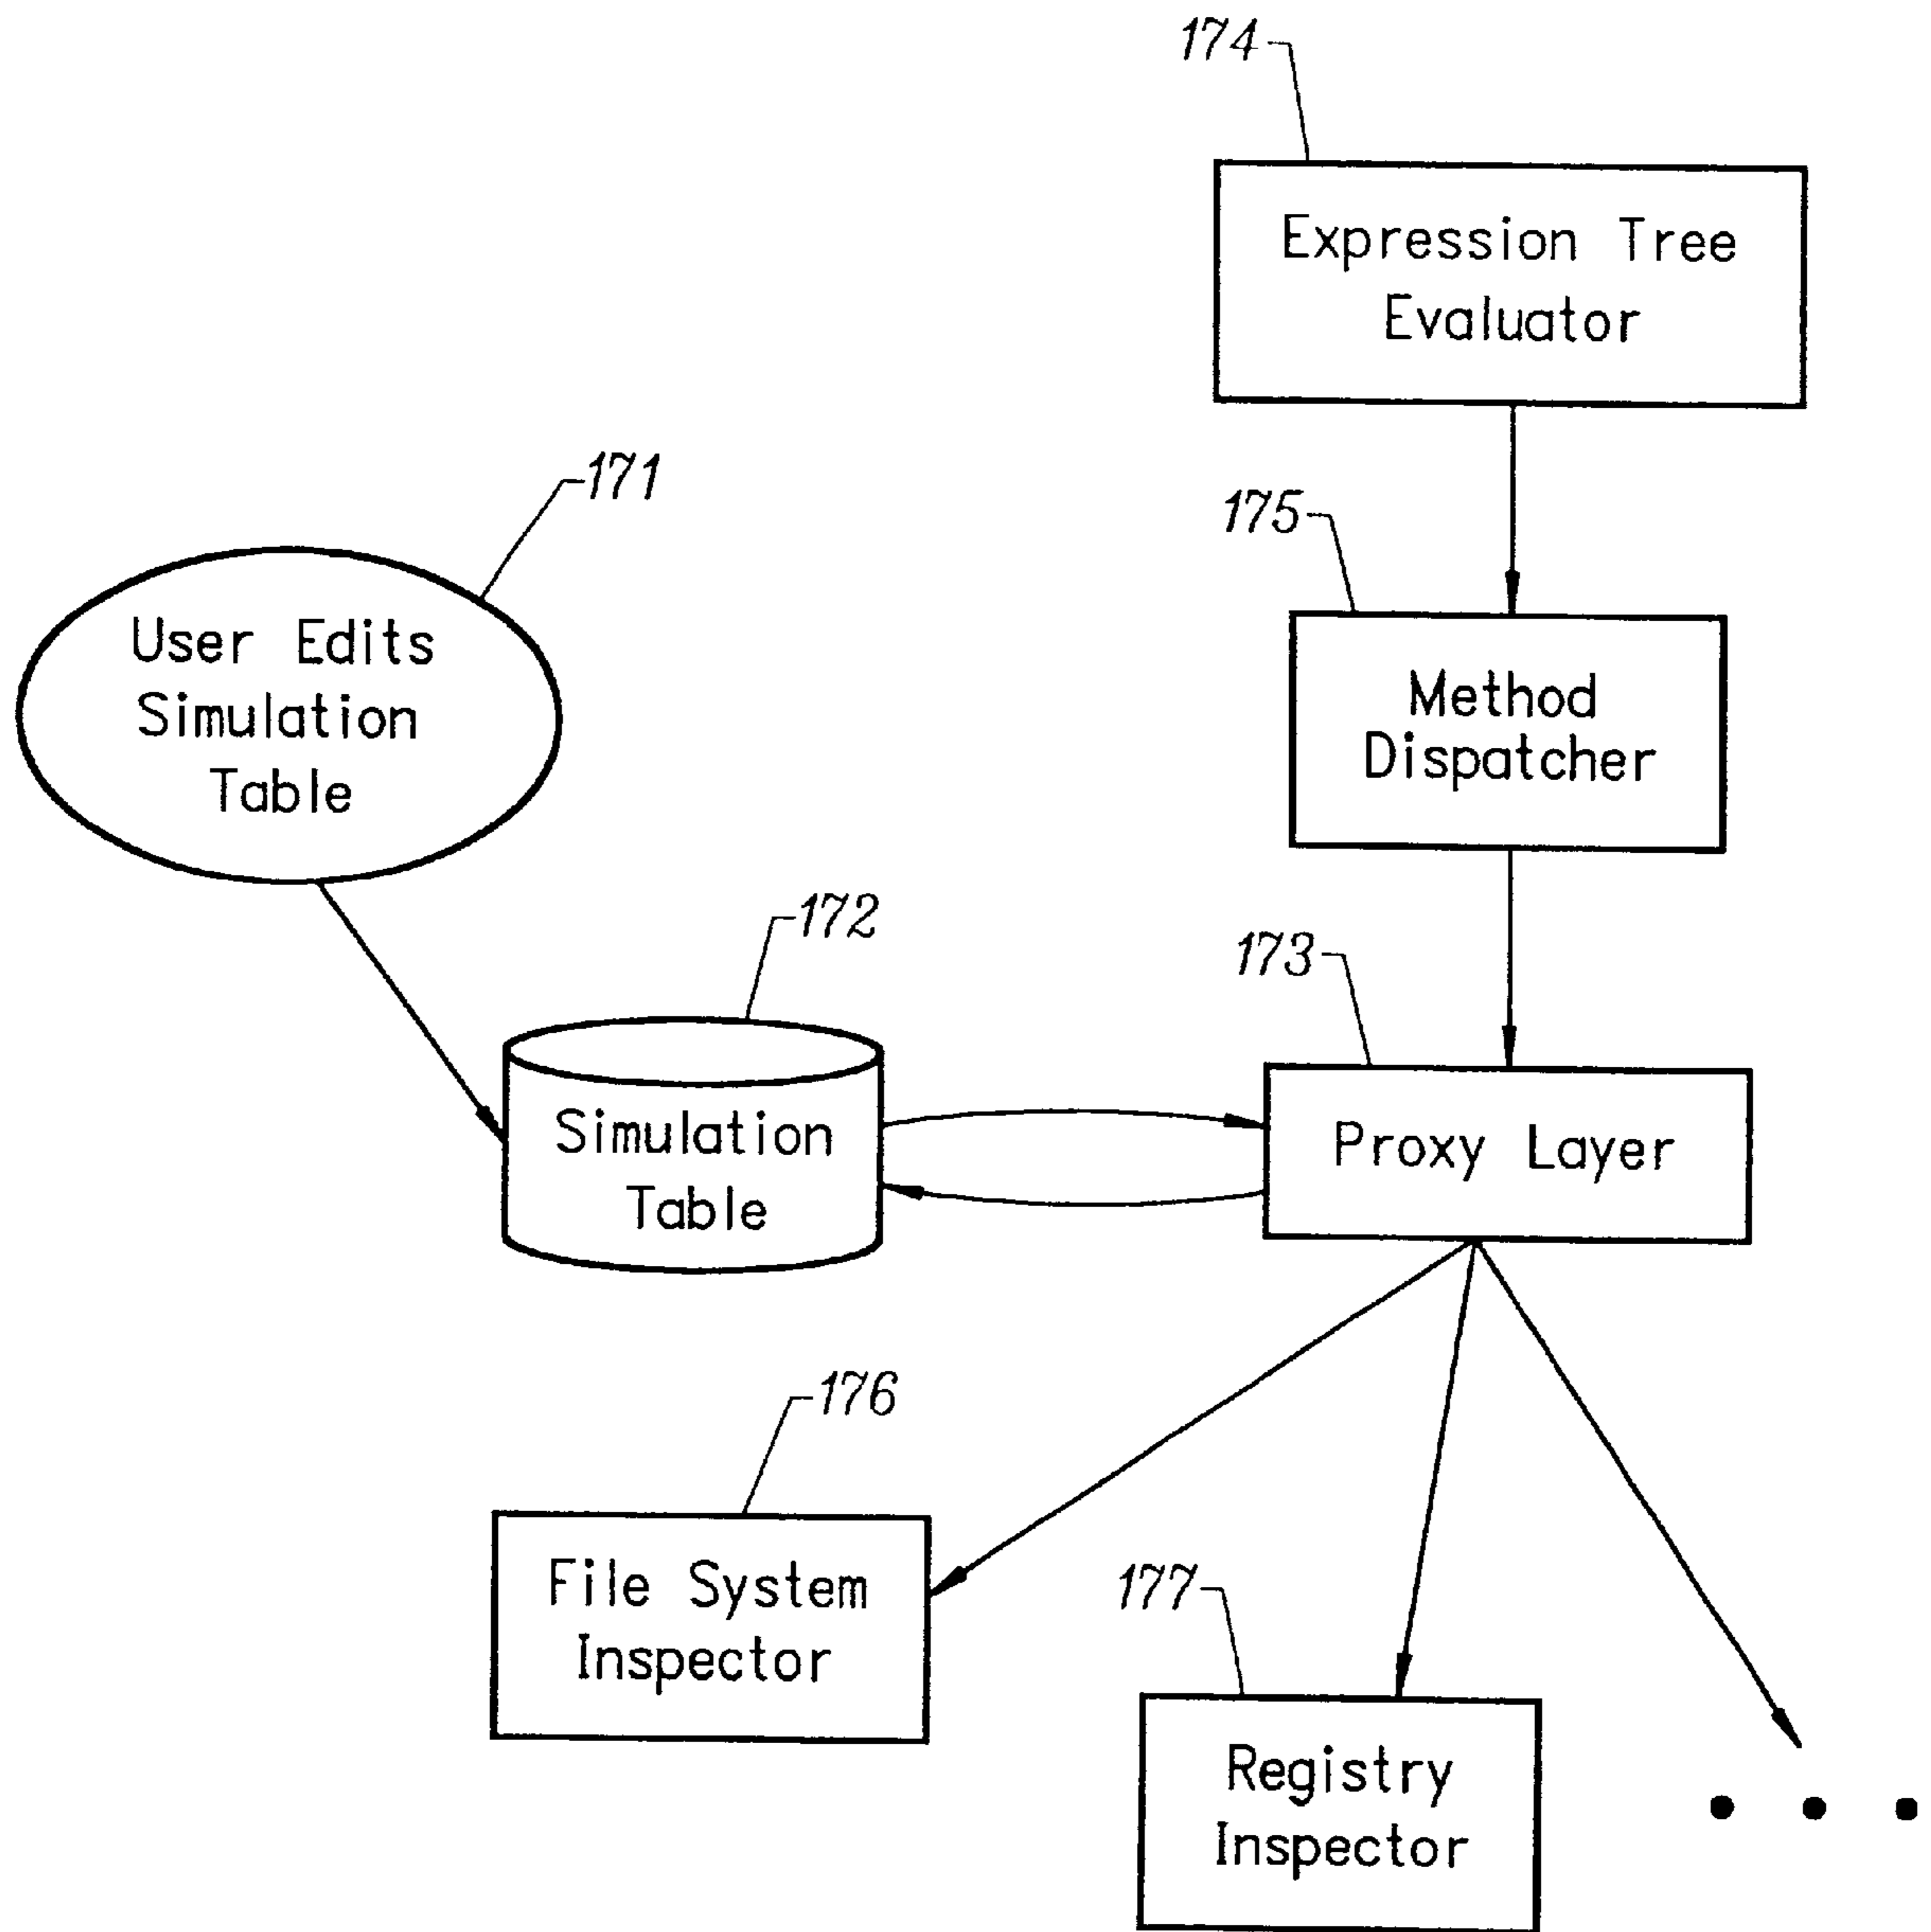 174
Expression Tree
Evaluator
171
175
User Edits
Simulation
Table
Method
Dispatcher
172
173
Simulation
Table
Proxy Layer
176
File System
Inspector
177
Registry
Inspector